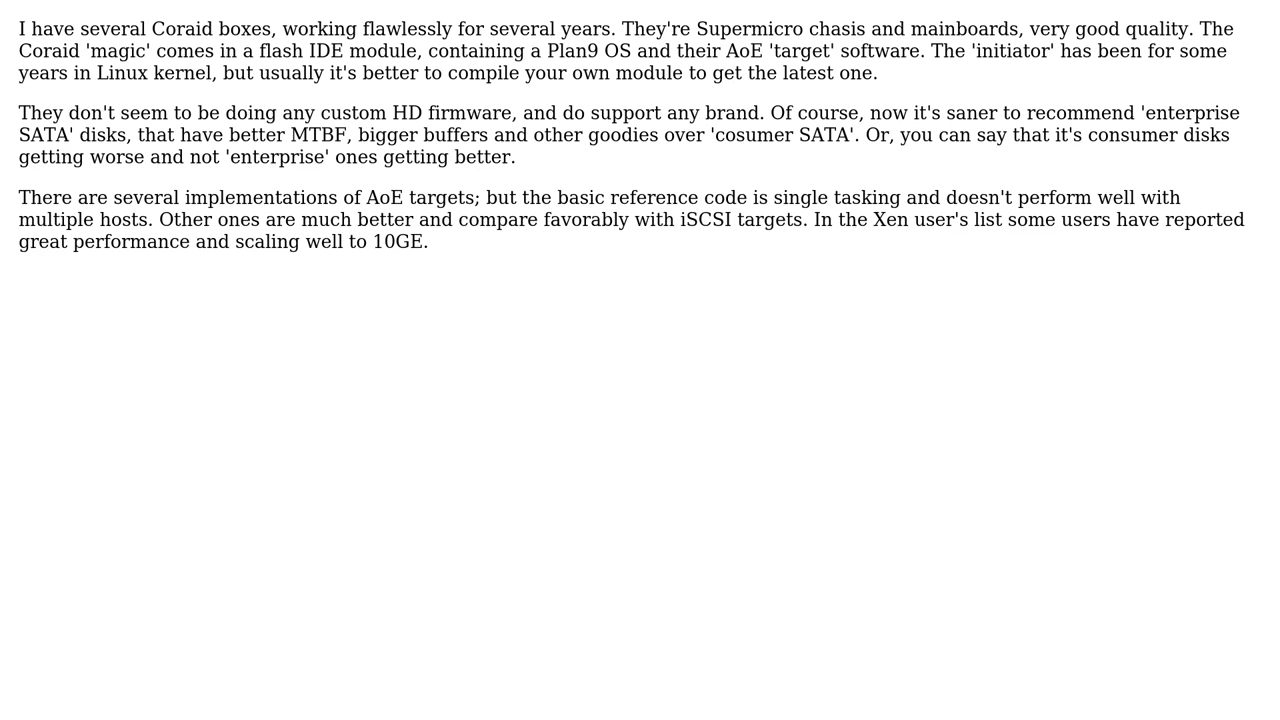 I have several Coraid boxes, working flawlessly for several years. They're Supermicro chasis and mainboards, very good quality. The
Coraid 'magic' comes in a flash IDE module, containing a Plan9 OS and their AoE 'target' software. The 'initiator' has been for some
years in Linux kernel, but usually it's better to compile your own module to get the latest one.
They don't seem to be doing any custom HD firmware, and do support any brand. Of course, now it's saner to recommend 'enterprise
SATA' disks, that have better MTBF, bigger buffers and other goodies over 'cosumer SATA'. Or, you can say that it's consumer disks
getting worse and not 'enterprise' ones getting better.
There are several implementations of AoE targets; but the basic reference code is single tasking and doesn't perform well with
multiple hosts. Other ones are much better and compare favorably with iSCSI targets. In the Xen user's list some users have reported
great performance and scaling well to 10GE.